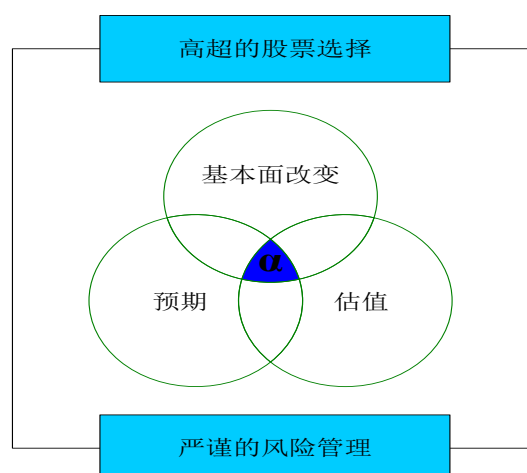 高超的股票选择
基本面改变
α
预期
估值
严谨的风险管理